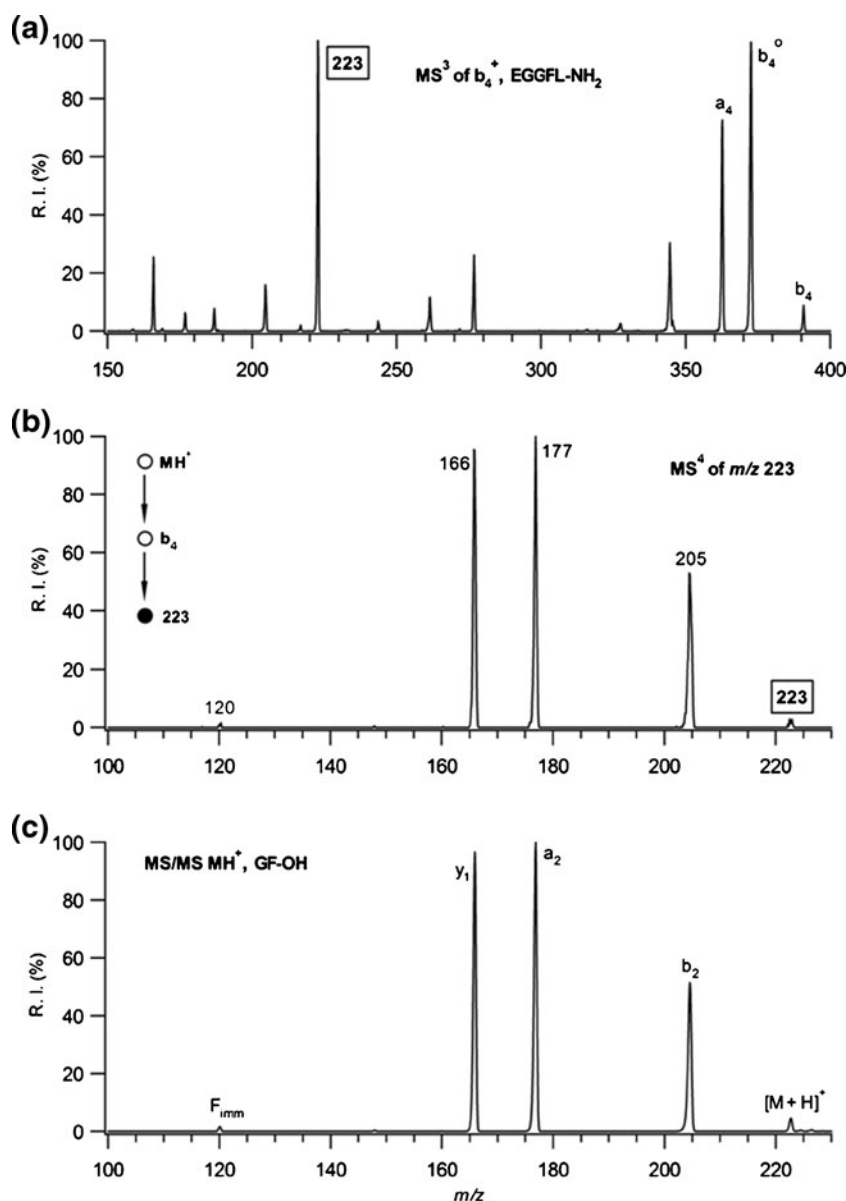 (a)
100
80
60
40
20
0
R. I. (%)
223
MS³ of b₄⁺, EGGFL-NH₂
a₄
b₄°
b₄
150 200 250 300 350 400
(b)
100
80
60
40
20
0
R. I. (%)
MH⁺
b₄
223
166
177
MS⁴ of m/z 223
205
120
223
100 120 140 160 180 200 220
(c)
100
80
60
40
20
0
R. I. (%)
MS/MS MH⁺, GF-OH
y₁
a₂
b₂
F_imm
[M + H]⁺
100 120 140 160 180 200 220
m/z